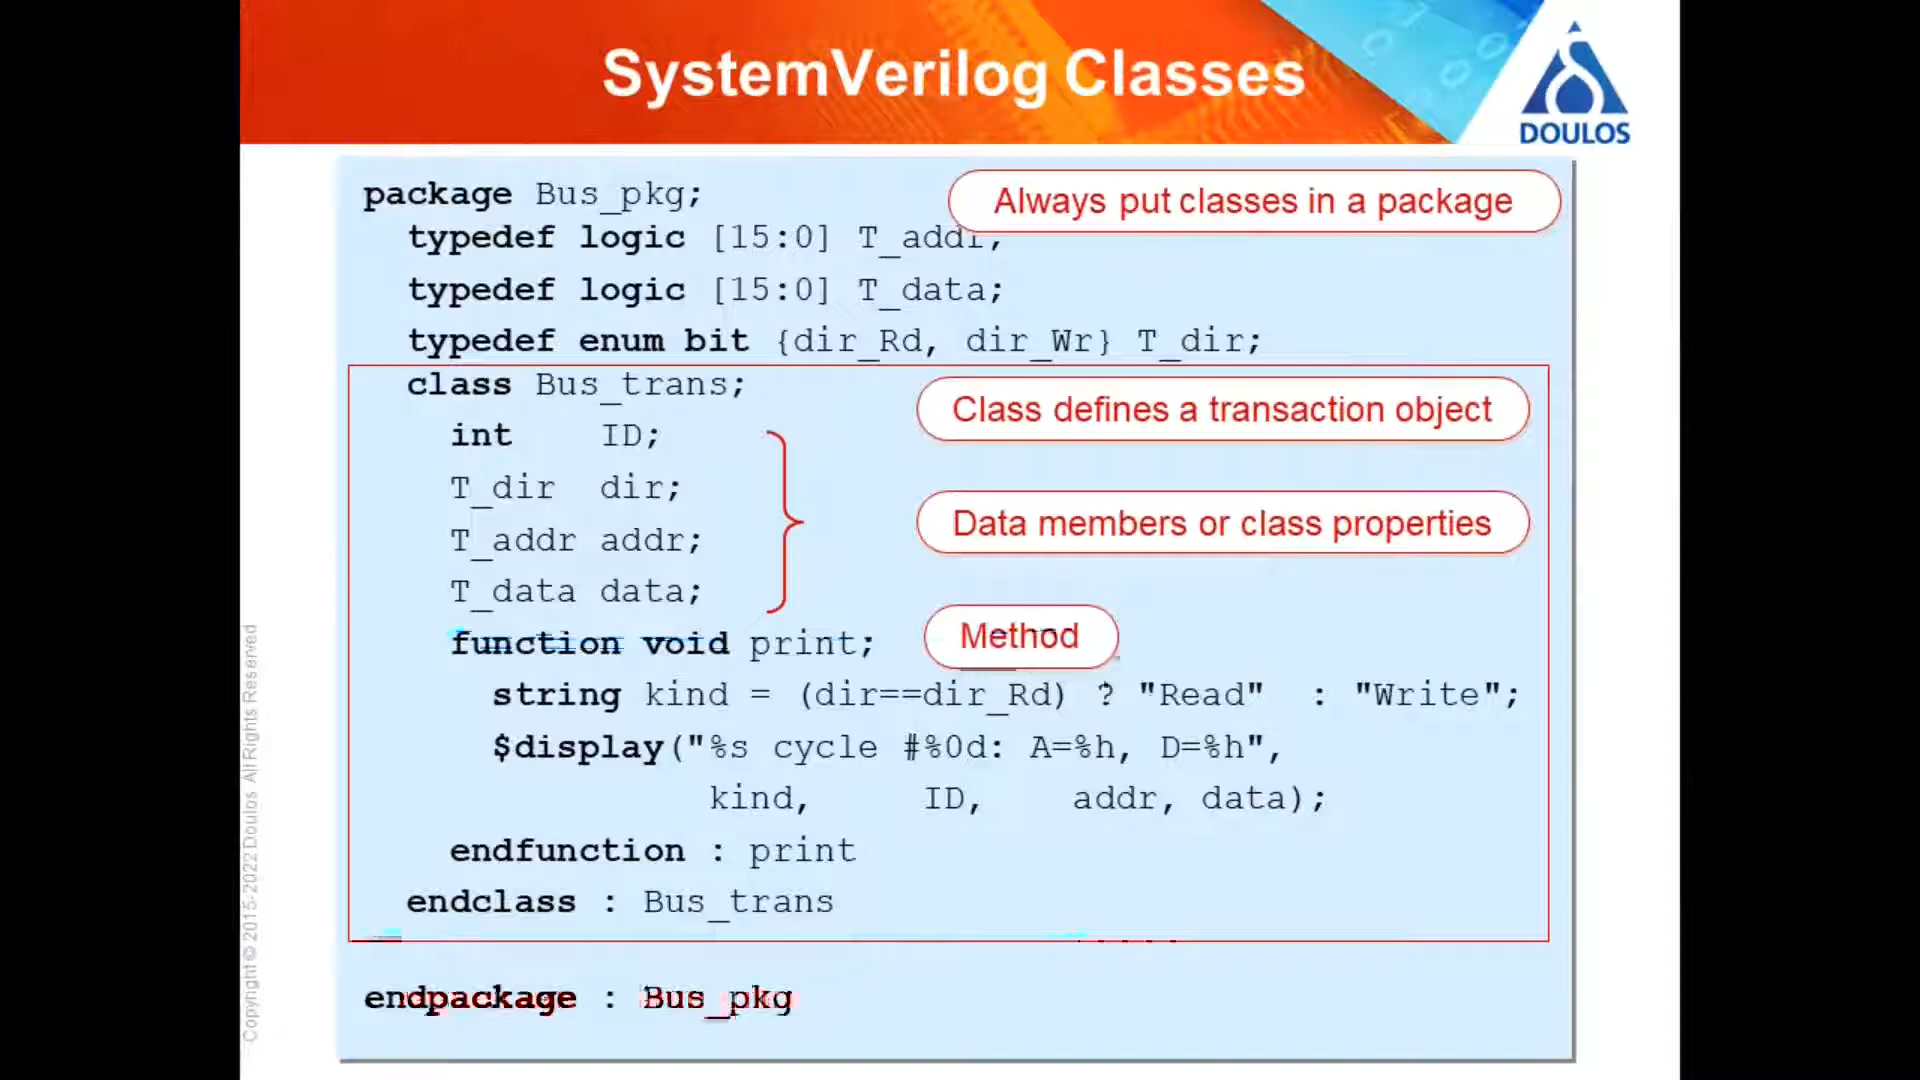 SystemVerilog Classes
DOULOS
package Bus_pkg;
Always put classes in a package
typedef logic [15:0] T_addr;
typedef logic [15:0] T_data;
typedef enum bit {dir_Rd, dir_Wr} T_dir;
class Bus_trans;
Class defines a transaction object
int ID;
T_dir dir;
Data members or class properties
T_addr addr;
T_data data;
function void print;
Method
string kind = (dir==dir_Rd) ? "Read" : "Write";
$display("%s cycle #%0d: A=%h, D=%h",
kind, ID, addr, data);
endfunction : print
endclass : Bus_trans
endpackage : Bus_pkg
Copyright © 2015-2022 Doulos All Rights Reserved